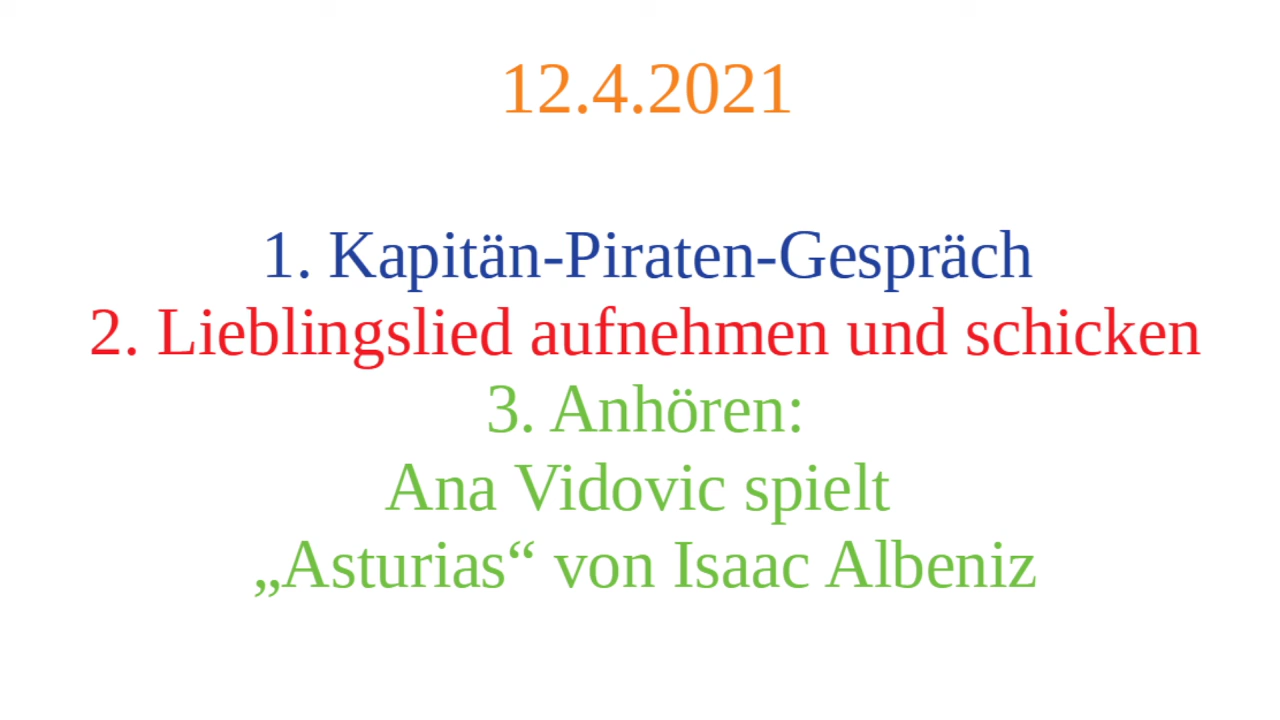 12.4.2021
1. Kapitän-Piraten-Gespräch
2. Lieblingslied aufnehmen und schicken
3. Anhören:
Ana Vidovic spielt
„Asturias“ von Isaac Albeniz